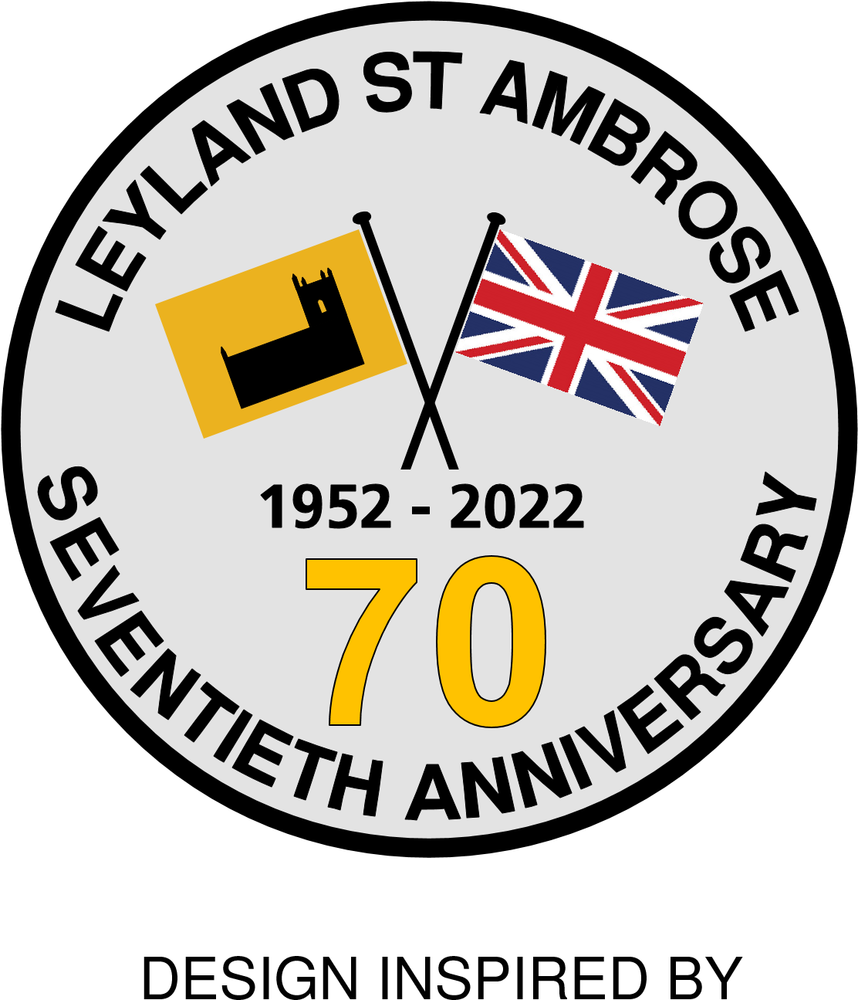 LEYLAND ST AMBROSE
1952 - 2022
70
SEVENTIETH ANNIVERSARY
DESIGN INSPIRED BY